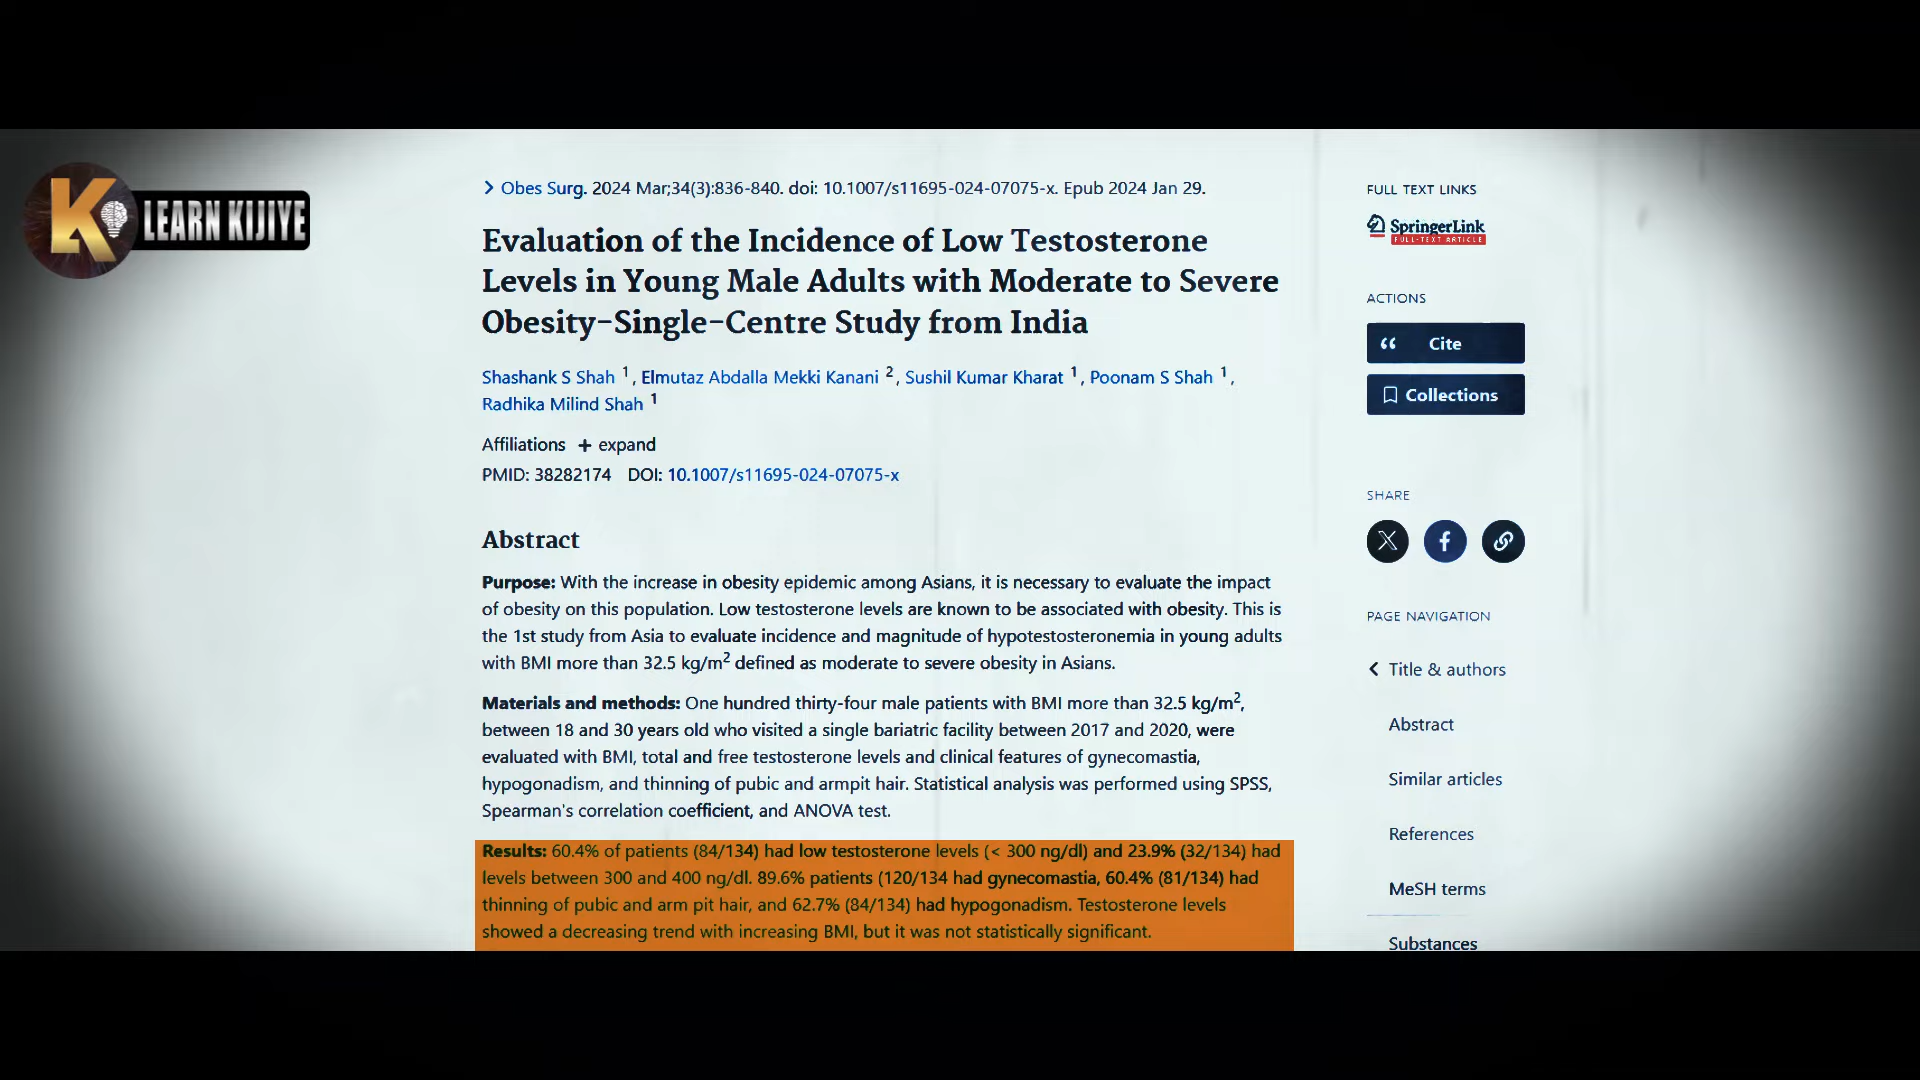 K LEARN KIJIYE
Obes Surg. 2024 Mar;34(3):836-840. doi: 10.1007/s11695-024-07075-x. Epub 2024 Jan 29.
Evaluation of the Incidence of Low Testosterone
Levels in Young Male Adults with Moderate to Severe
Obesity-Single-Centre Study from India
Shashank S Shah 1, Elmutaz Abdalla Mekki Kanani 2, Sushil Kumar Kharat 1, Poonam S Shah 1,
Radhika Milind Shah 1
Affiliations + expand
PMID: 38282174 DOI: 10.1007/s11695-024-07075-x
Abstract
Purpose: With the increase in obesity epidemic among Asians, it is necessary to evaluate the impact
of obesity on this population. Low testosterone levels are known to be associated with obesity. This is
the 1st study from Asia to evaluate incidence and magnitude of hypotestosteronemia in young adults
with BMI more than 32.5 kg/m2 defined as moderate to severe obesity in Asians.
Materials and methods: One hundred thirty-four male patients with BMI more than 32.5 kg/m2,
between 18 and 30 years old who visited a single bariatric facility between 2017 and 2020, were
evaluated with BMI, total and free testosterone levels and clinical features of gynecomastia,
hypogonadism, and thinning of pubic and armpit hair. Statistical analysis was performed using SPSS,
Spearman's correlation coefficient, and ANOVA test.
Results: 60.4% of patients (84/134) had low testosterone levels (< 300 ng/dl) and 23.9% (32/134) had
levels between 300 and 400 ng/dl. 89.6% patients (120/134 had gynecomastia, 60.4% (81/134) had
thinning of pubic and arm pit hair, and 62.7% (84/134) had hypogonadism. Testosterone levels
showed a decreasing trend with increasing BMI, but it was not statistically significant.
FULL TEXT LINKS
SpringerLink
FULL-TEXT ARTICLE
ACTIONS
Cite
Collections
SHARE
PAGE NAVIGATION
Title & authors
Abstract
Similar articles
References
MeSH terms
Substances